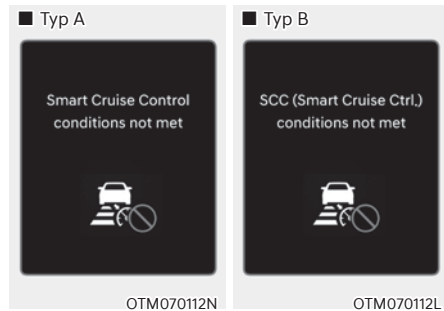 ■ Typ A
Smart Cruise Control
conditions not met
OTM070112N
■ Typ B
SCC (Smart Cruise Ctrl.)
conditions not met
OTM070112L